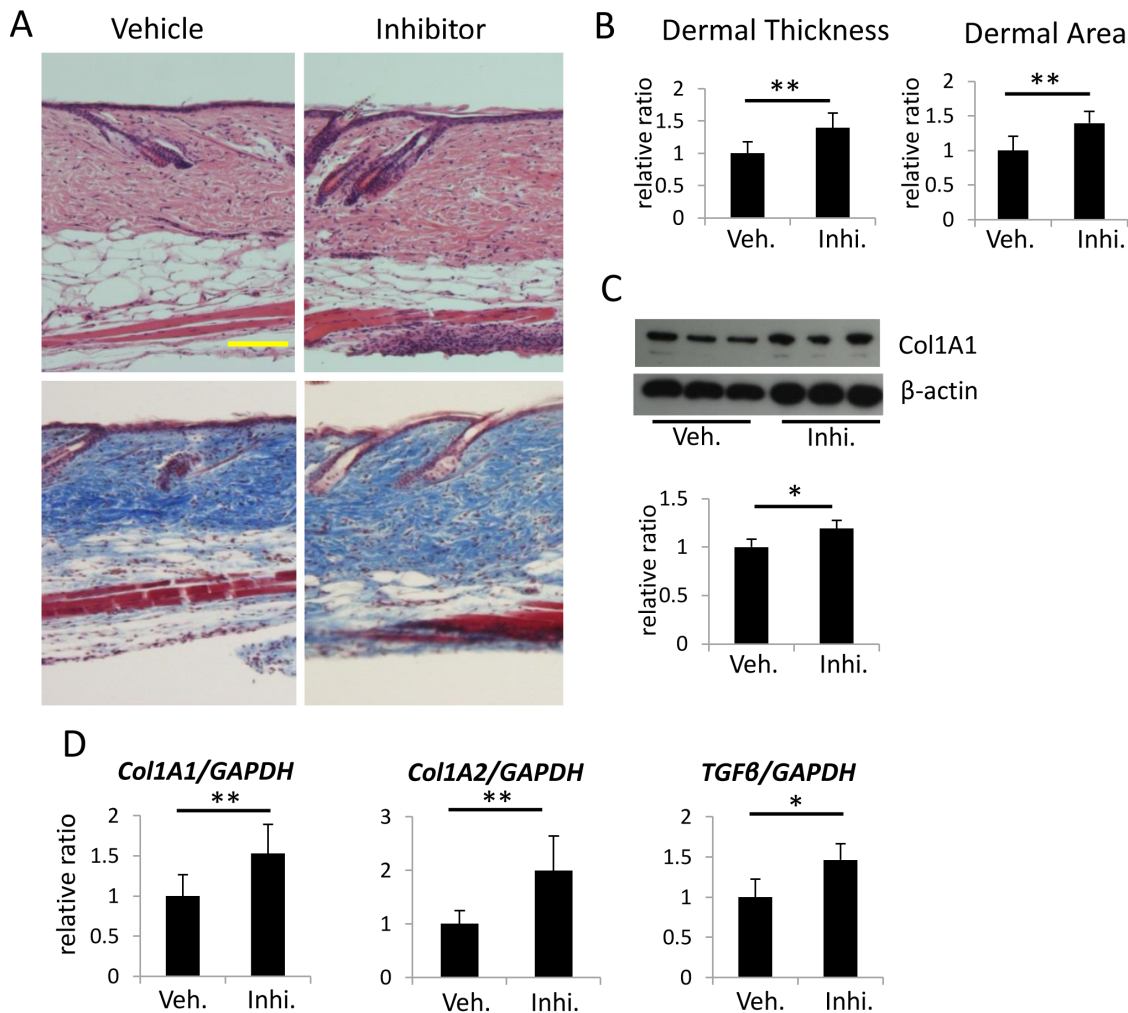 A
Vehicle
Inhibitor
B
Dermal Thickness
relative ratio
2
1.5
1
0.5
0
**
Veh.
Inhi.
Dermal Area
relative ratio
2
1.5
1
0.5
0
**
Veh.
Inhi.
C
Col1A1
β-actin
Veh.
Inhi.
relative ratio
1.5
1
0.5
0
*
Veh.
Inhi.
D
Col1A1/GAPDH
relative ratio
2
1.5
1
0.5
0
**
Veh.
Inhi.
Col1A2/GAPDH
3
2
1
0
**
Veh.
Inhi.
TGFβ/GAPDH
2
1.5
1
0.5
0
*
Veh.
Inhi.